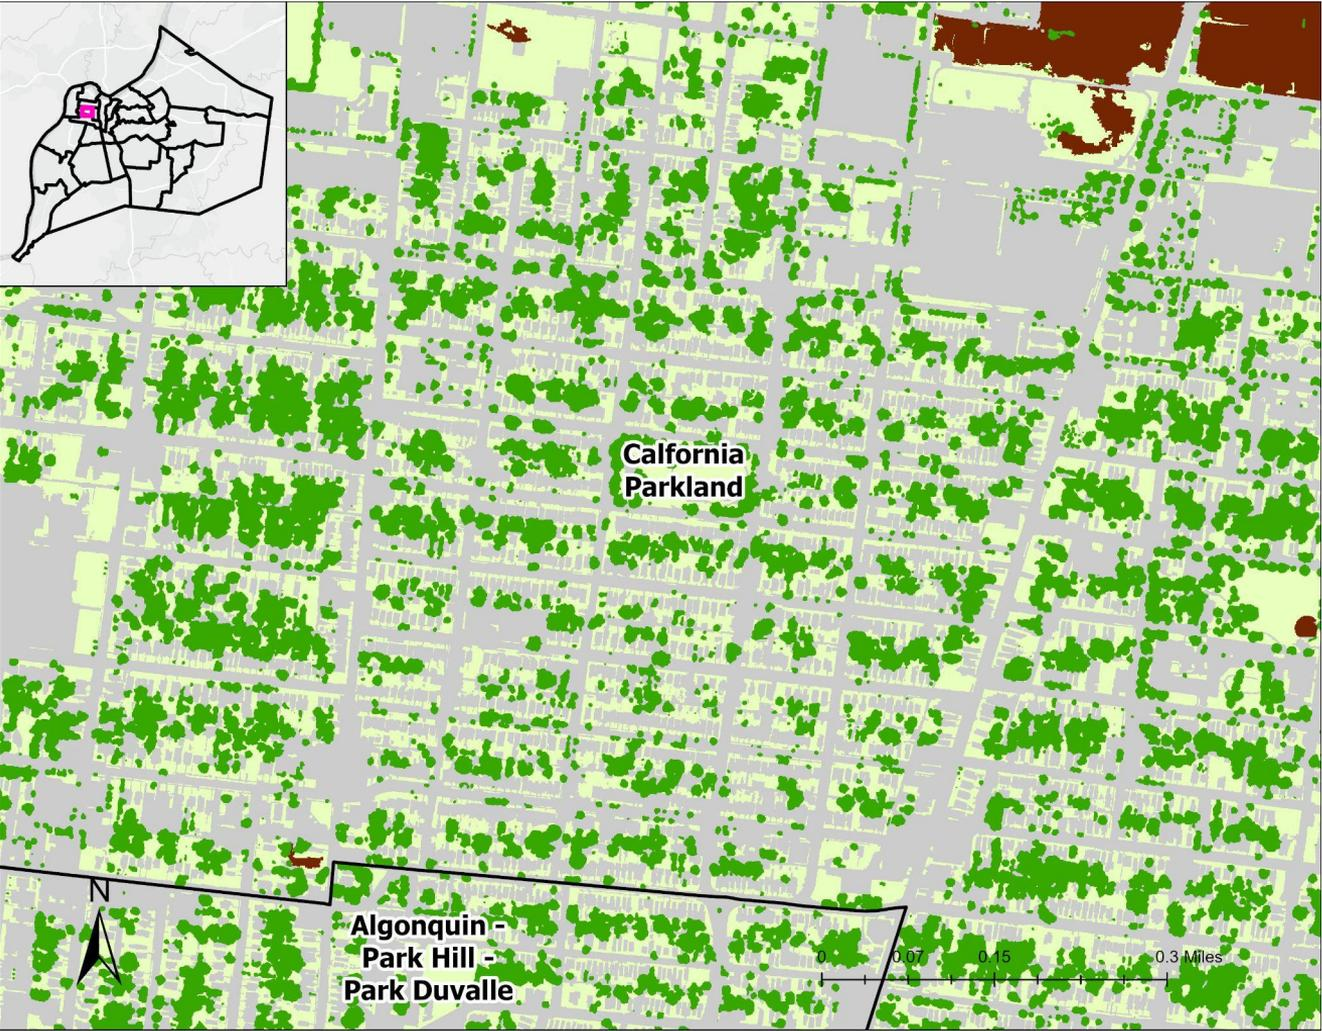 Calfornia
Parkland
N
Algonquin -
Park Hill -
Park Duvalle
0 0.07 0.15 0.3 Miles